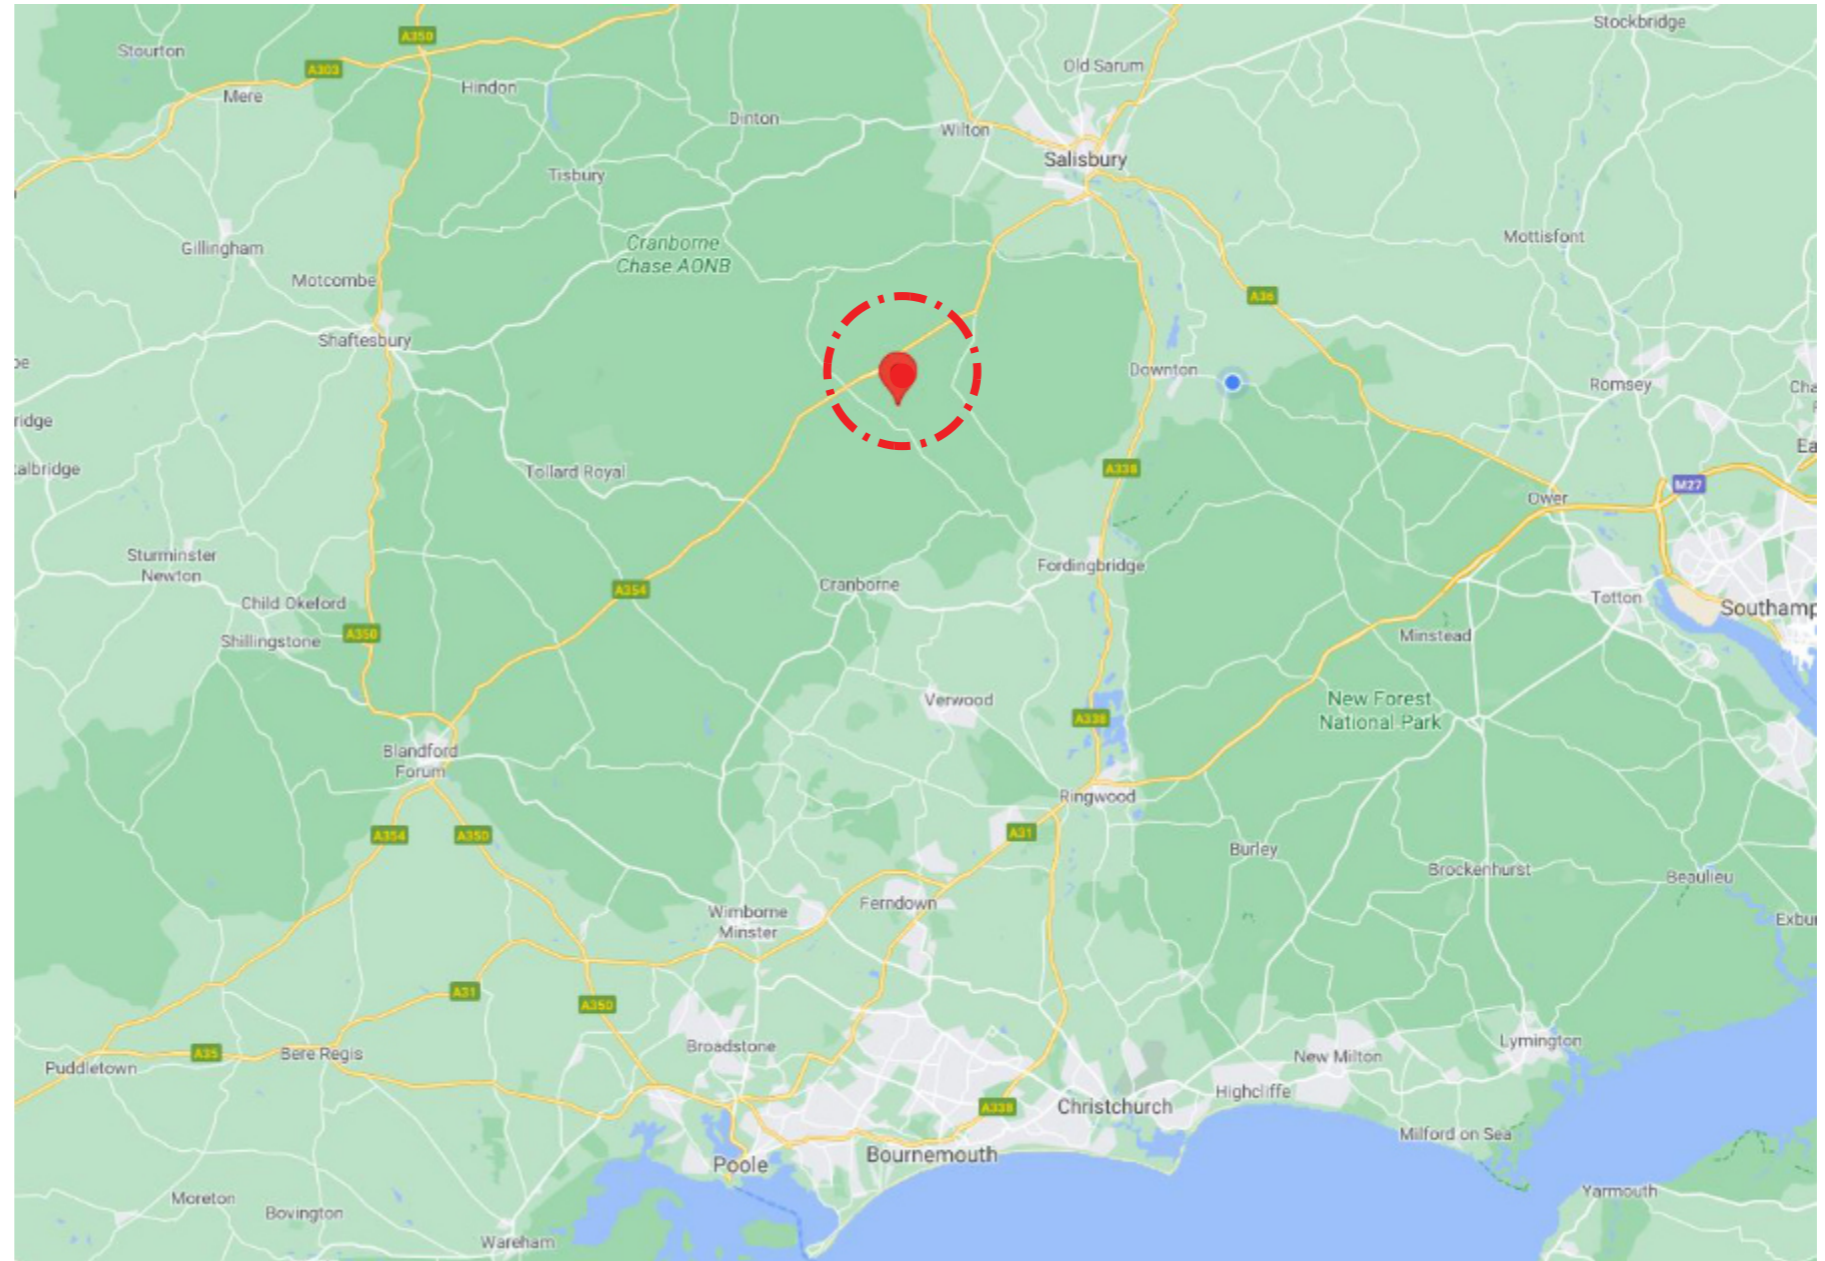 Stockbridge
A350
Stourton
Old Sarum
A303
Hindon
Mere
Dinton
Wilton
Salisbury
Tisbury
Mottisfont
Gillingham
Cranborne
Chase AONB
Motcombe
A36
Shaftesbury
Downton
Romsey
Cha
ridge
Ea
talbridge
Tollard Royal
A338
M27
Ower
Sturminster
Newton
Fordingbridge
Cranborne
A354
Child Okeford
Totton
Southamp
A350
Shillingstone
Minstead
Verwood
New Forest
National Park
A338
Blandford
Forum
Ringwood
A354
A350
A31
Burley
Brockenhurst
Beaulieu
Ferndown
Wimborne
Minster
Exbur
A31
A350
Broadstone
A35
Bere Regis
Puddletown
Lymington
New Milton
Highcliffe
A338
Christchurch
Milford on Sea
Bournemouth
Poole
Moreton
Yarmouth
Bovington
Wareham